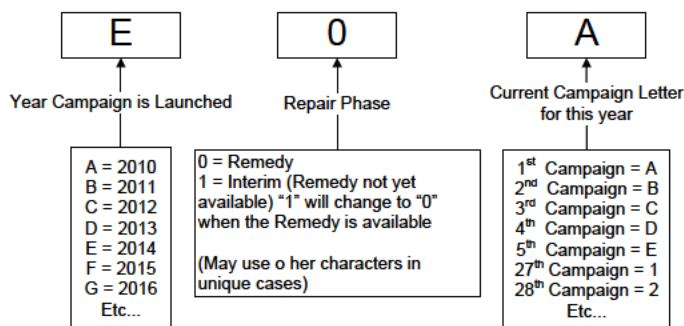 E
0
A
Year Campaign is Launched
Repair Phase
Current Campaign Letter
for this year
A = 2010
B = 2011
C = 2012
D = 2013
E = 2014
F = 2015
G = 2016
Etc...
0 = Remedy
1 = Interim (Remedy not yet
available) “1” will change to “0”
when the Remedy is available
(May use o her characters in
unique cases)
1st Campaign = A
2nd Campaign = B
3rd Campaign = C
4th Campaign = D
5th Campaign = E
27th Campaign = 1
28th Campaign = 2
Etc...